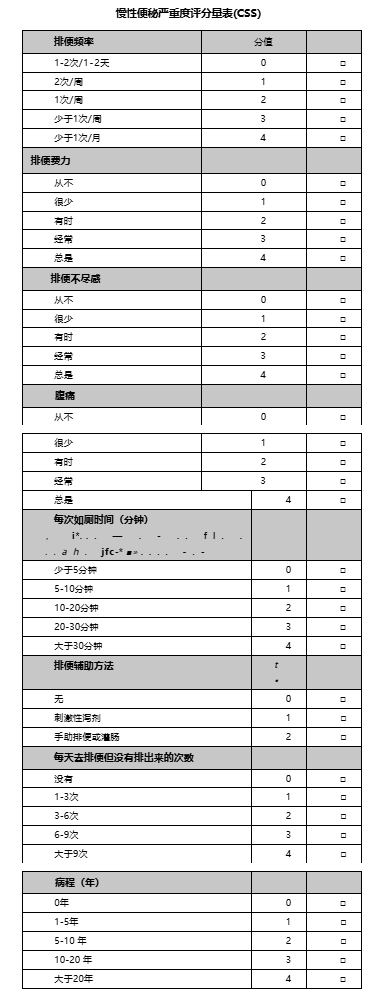 慢性便秘严重度评分量表(CSS)
排便频率 分值
1-2次/1-2天 0 □
2次/周 1 □
1次/周 2 □
少于1次/周 3 □
少于1次/月 4 □
排便费力
从不 0 □
很少 1 □
有时 2 □
经常 3 □
总是 4 □
排便不尽感
从不 0 □
很少 1 □
有时 2 □
经常 3 □
总是 4 □
腹痛
从不 0 □
很少 1 □
有时 2 □
经常 3 □
总是 4 □
每次如厕时间（分钟）
. i*. . . — . - . . f l . .
. . a h . jfc-* ■» . . . . - . -
少于5分钟 0 □
5-10分钟 1 □
10-20分钟 2 □
20-30分钟 3 □
大于30分钟 4 □
排便辅助方法 t
•
无 0 □
刺激性泻剂 1 □
手助排便或灌肠 2 □
每天去排便但没有排出来的次数
没有 0 □
1-3次 1 □
3-6次 2 □
6-9次 3 □
大于9次 4 □
病程（年）
0年 0 □
1-5年 1 □
5-10 年 2 □
10-20 年 3 □
大于20年 4 □